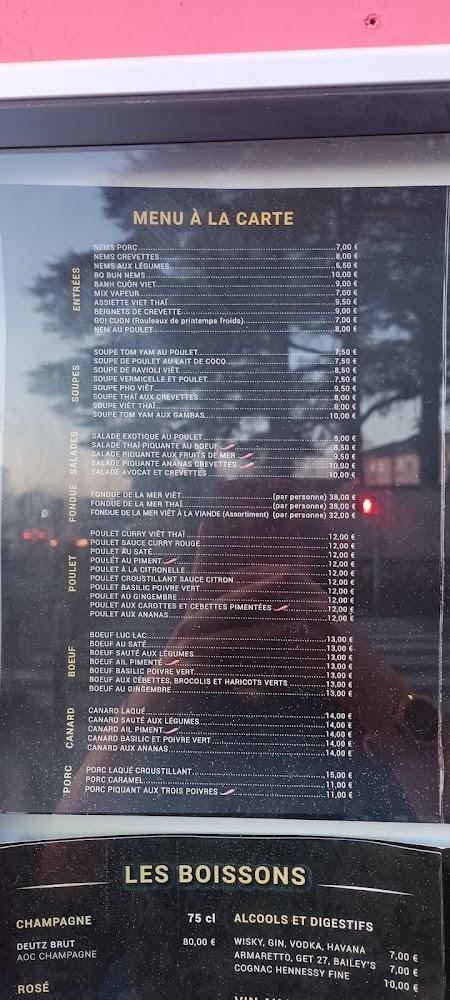 MENU À LA CARTE
ENTRÉES
NEMS PORC 7,00 €
NEMS CREVETTES 8,00 €
NEMS AUX LÉGUMES 6,50 €
BO BUN NEMS 10,00 €
BANH CUÔN VIET 9,00 €
MIX VAPEUR 7,00 €
ASSIETTE VIET THAÏ 9,50 €
BEIGNETS DE CREVETTE 9,00 €
GOI CUON (Rouleaux de printemps froids) 7,00 €
NEM AU POULET 8,00 €
SOUPES
SOUPE TOM YAM AU POULET 7,50 €
SOUPE DE POULET AU LAIT DE COCO 7,50 €
SOUPE DE RAVIOLI VIÊT 8,50 €
SOUPE VERMICELLE ET POULET 7,50 €
SOUPE PHO VIÊT 9,50 €
SOUPE THAÏ AUX CREVETTES 8,00 €
SOUPE VIÊT THAÏ 8,00 €
SOUPE TOM YAM AUX GAMBAS 10,00 €
SALADES
SALADE EXOTIQUE AU POULET 8,00 €
SALADE THAI PIQUANTE AU BOEUF 8,50 €
SALADE PIQUANTE AUX FRUITS DE MER 9,50 €
SALADE PIQUANTE ANANAS CREVETTES 10,00 €
SALADE AVOCAT ET CREVETTES 10,00 €
FONDUE
FONDUE DE LA MER VIÊT (par personne) 38,00 €
FONDUE DE LA MER THAÏ (par personne) 38,00 €
FONDUE DE LA MER VIÊT À LA VIANDE (Assortiment) (par personne) 32,00 €
POULET
POULET CURRY VIÊT THAÏ 12,00 €
POULET SAUCE CURRY ROUGE 12,00 €
POULET AU SATÉ 12,00 €
POULET AU PIMENT 12,00 €
POULET À LA CITRONELLE 12,00 €
POULET CROUSTILLANT SAUCE CITRON 12,00 €
POULET BASILIC POIVRE VERT 12,00 €
POULET AU GINGEMBRE 12,00 €
POULET AUX CAROTTES ET CEBETTES PIMENTÉES 12,00 €
POULET AUX ANANAS 12,00 €
BOEUF
BOEUF LUC LAC 13,00 €
BOEUF AU SATÉ 13,00 €
BOEUF SAUTÉ AUX LÉGUMES 13,00 €
BOEUF AIL PIMENTÉ 13,00 €
BOEUF BASILIC POIVRE VERT 13,00 €
BOEUF AUX CÉBETTES, BROCOLIS ET HARICOTS VERTS 13,00 €
BOEUF AU GINGEMBRE 13,00 €
CANARD
CANARD LAQUÉ 14,00 €
CANARD SAUTÉ AUX LÉGUMES 14,00 €
CANARD AIL PIMENT 14,00 €
CANARD BASILIC ET POIVRE VERT 14,00 €
CANARD AUX ANANAS 14,00 €
PORC
PORC LAQUÉ CROUSTILLANT 15,00 €
PORC CARAMEL 11,00 €
PORC PIQUANT AUX TROIS POIVRES 11,00 €
LES BOISSONS
CHAMPAGNE 75 cl
DEUTZ BRUT 80,00 €
AOC CHAMPAGNE
ROSÉ
ALCOOLS ET DIGESTIFS
WISKY, GIN, VODKA, HAVANA 7,00 €
ARMARETTO, GET 27, BAILEY'S 7,00 €
COGNAC HENNESSY FINE 10,00 €